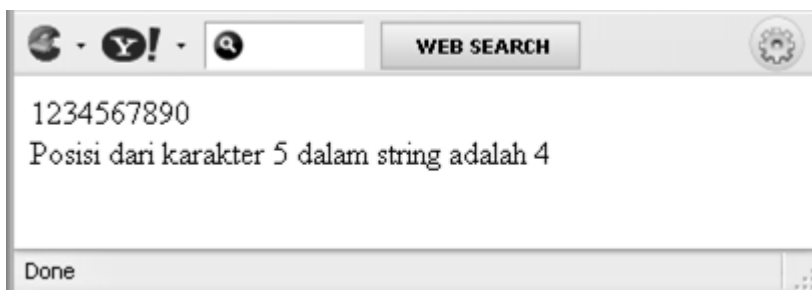 Y!
WEB SEARCH
1234567890
Posisi dari karakter 5 dalam string adalah 4
Done